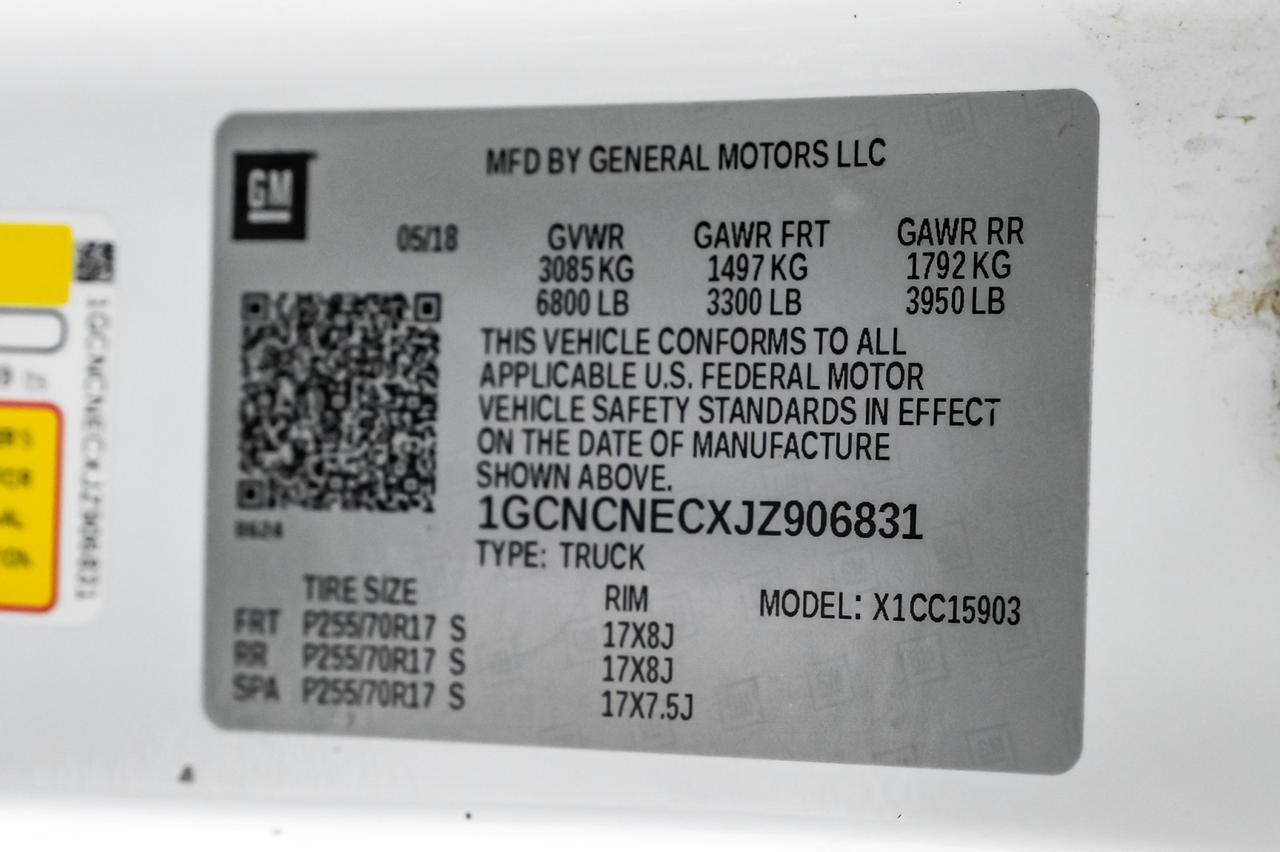 GM
MFD BY GENERAL MOTORS LLC
05/18
GVWR GAWR FRT GAWR RR
3085 KG 1497 KG 1792 KG
6800 LB 3300 LB 3950 LB
THIS VEHICLE CONFORMS TO ALL
APPLICABLE U.S. FEDERAL MOTOR
VEHICLE SAFETY STANDARDS IN EFFECT
ON THE DATE OF MANUFACTURE
SHOWN ABOVE.
1GCNCNECXJZ906831
TYPE: TRUCK
TIRE SIZE RIM MODEL: X1CC15903
FRT P255/70R17 S 17X8J
RR P255/70R17 S 17X8J
SPA P255/70R17 S 17X7.5J
1GCNCNECXJZ906831